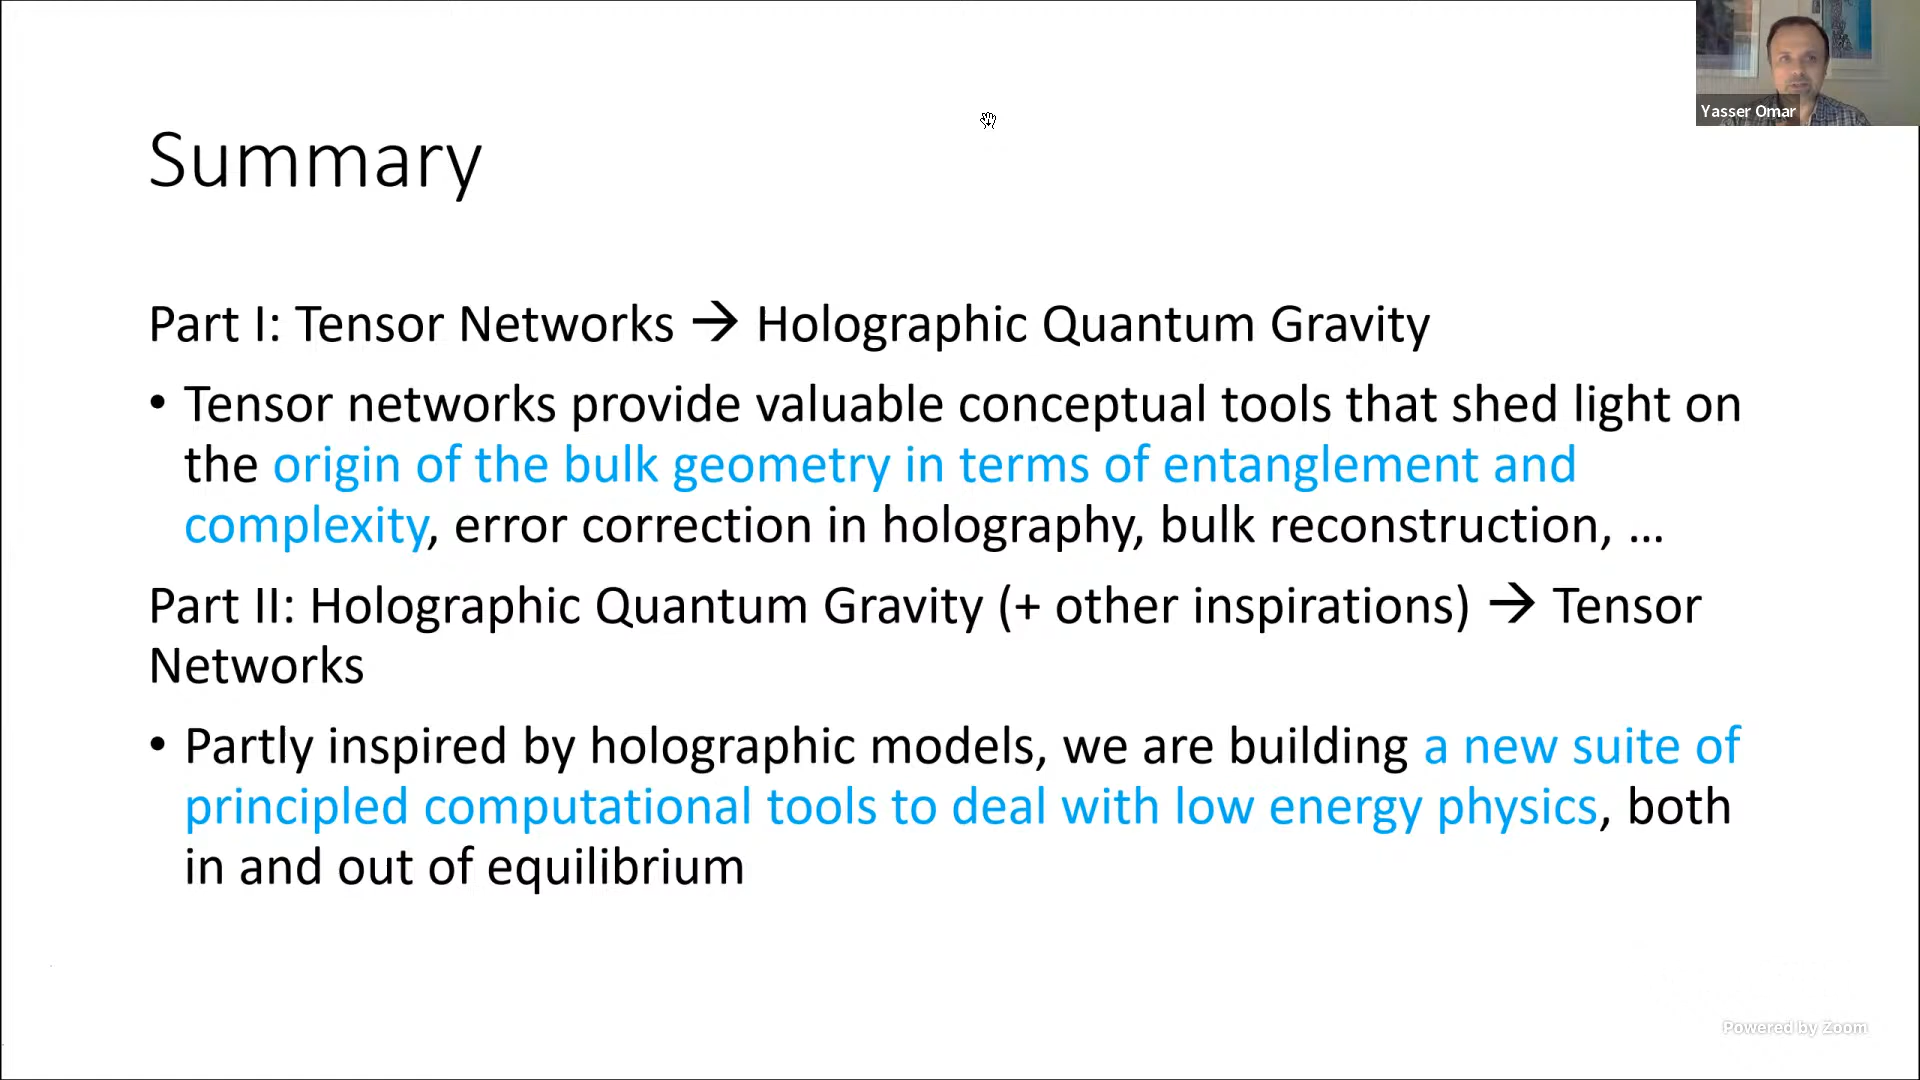 Yasser Omar
Summary
Part I: Tensor Networks → Holographic Quantum Gravity
• Tensor networks provide valuable conceptual tools that shed light on
the origin of the bulk geometry in terms of entanglement and
complexity, error correction in holography, bulk reconstruction, ...
Part II: Holographic Quantum Gravity (+ other inspirations) → Tensor
Networks
• Partly inspired by holographic models, we are building a new suite of
principled computational tools to deal with low energy physics, both
in and out of equilibrium
Powered by Zoom